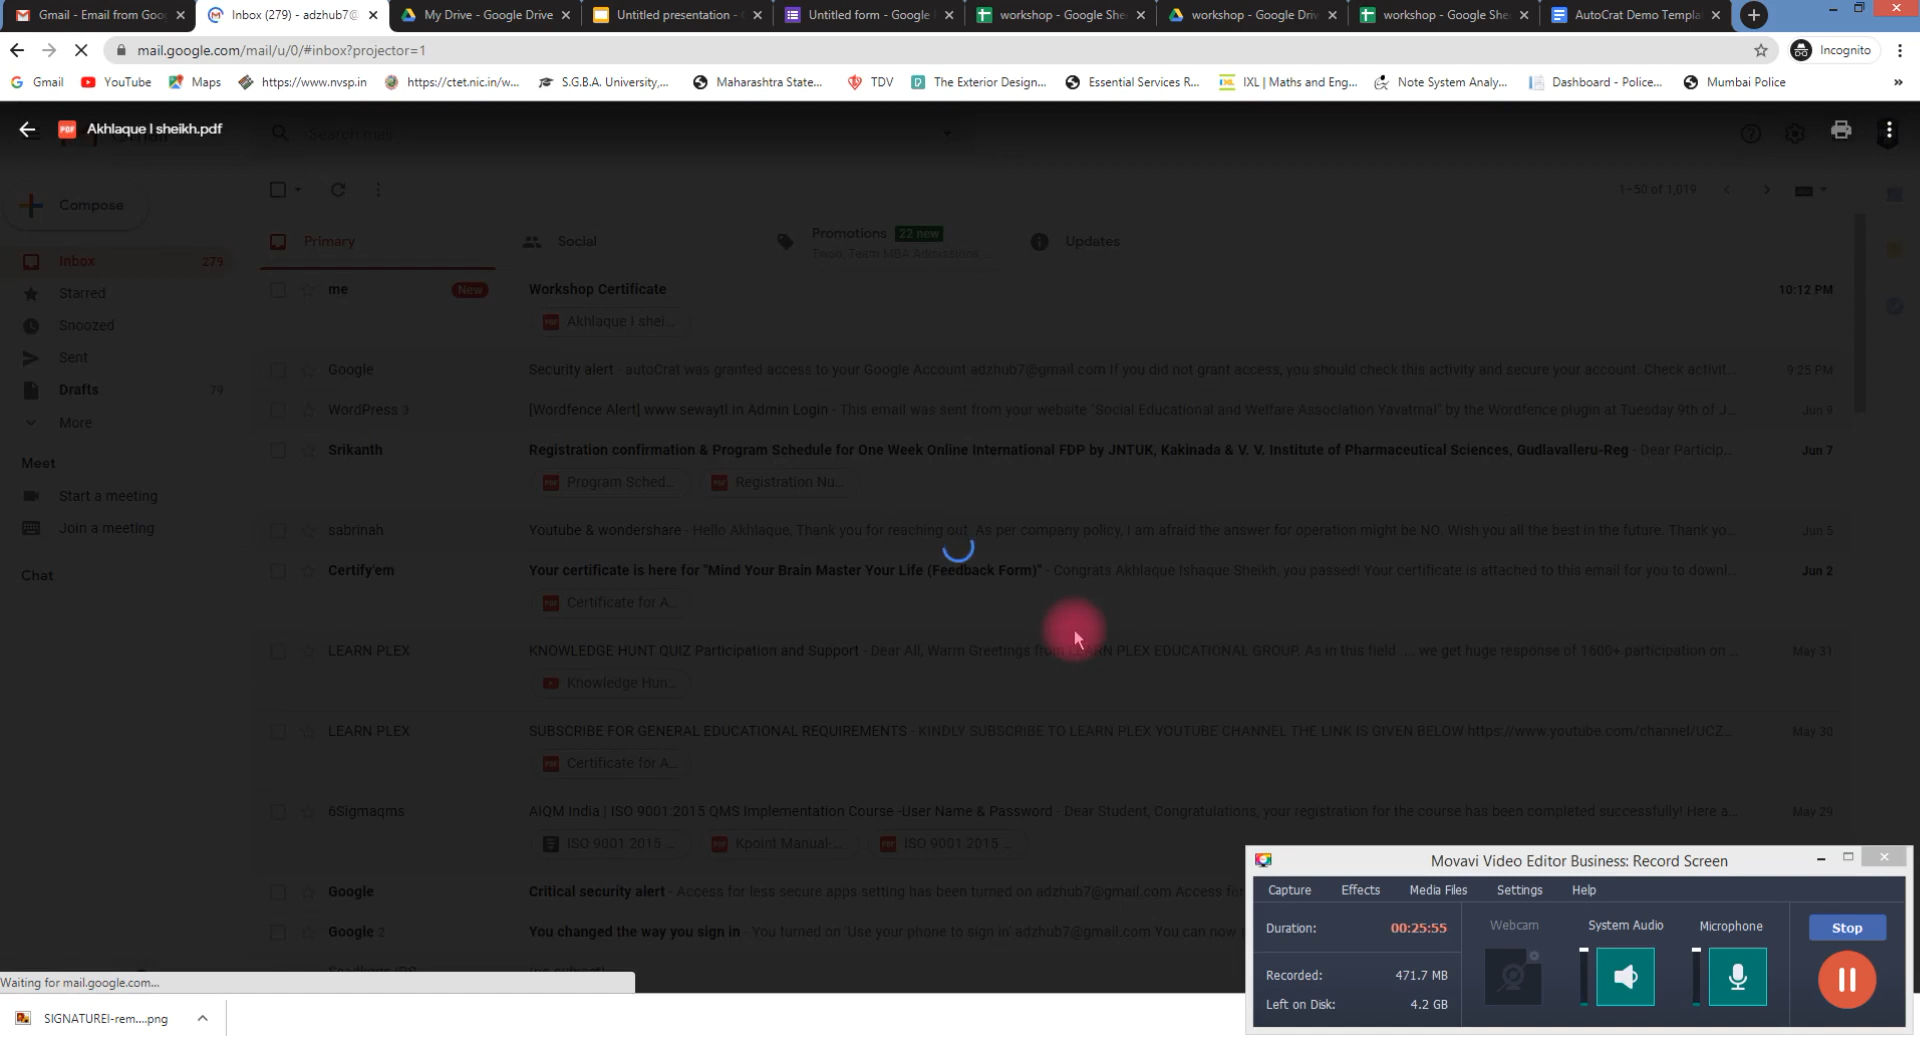 Gmail - Email from Goo
Inbox (279) - adzhub7@
My Drive - Google Drive
Untitled presentation -
Untitled form - Google
workshop - Google She
workshop - Google Driv
workshop - Google She
AutoCrat Demo Templa
mail.google.com/mail/u/0/#inbox?projector=1
Incognito
Gmail
YouTube
Maps
https://www.nvsp.in
https://ctet.nic.in/w...
S.G.B.A. University,...
Maharashtra State...
TDV
The Exterior Design...
Essential Services R...
IXL | Maths and Eng...
Note System Analy...
Dashboard - Police...
Mumbai Police
»
PDF Akhlaque I sheikh.pdf
Search mail
1–50 of 1,019
Compose
Primary
Social
Promotions 22 new
Updates
Inbox 279
me New Workshop Certificate 10:12 PM
Starred
PDF Akhlaque I shei...
Snoozed
Sent
Google Security alert - autoCrat was granted access to your Google Account adzhub7@gmail.com If you did not grant access, you should check this activity and secure your account. Check activit... 9:25 PM
Drafts 79
WordPress 3 [Wordfence Alert] www.sewaytl.in Admin Login - This email was sent from your website "Social Educational and Welfare Association Yavatmal" by the Wordfence plugin at Tuesday 9th of J... Jun 9
More
Srikanth Registration confirmation & Program Schedule for One Week Online International FDP by JNTUK, Kakinada & V. V. Institute of Pharmaceutical Sciences, Gudlavalleru-Reg - Dear Particip... Jun 7
Meet
PDF Program Sched... PDF Registration Nu...
Start a meeting
Join a meeting
sabrinah Youtube & wondershare - Hello Akhlaque, Thank you for reaching out. As per company policy, I am afraid the answer for operation might be NO. Wish you all the best in the future. Thank yo... Jun 5
Chat
Certify'em Your certificate is here for "Mind Your Brain Master Your Life (Feedback Form)" - Congrats Akhlaque Ishaque Sheikh, you passed! Your certificate is attached to this email for you to downl... Jun 2
PDF Certificate for A...
LEARN PLEX KNOWLEDGE HUNT QUIZ Participation and Support - Dear All, Warm Greetings from LEARN PLEX EDUCATIONAL GROUP. As in this field .... we get huge response of 1600+ participation on ... May 31
Knowledge Hun...
LEARN PLEX SUBSCRIBE FOR GENERAL EDUCATIONAL REQUIREMENTS - KINDLY SUBSCRIBE TO LEARN PLEX YOUTUBE CHANNEL THE LINK IS GIVEN BELOW https://www.youtube.com/channel/UCZ... May 30
PDF Certificate for A...
6Sigmaqms AIQM India | ISO 9001:2015 QMS Implementation Course -User Name & Password - Dear Student, Congratulations, your registration for the course has been completed successfully! Here a... May 29
ISO 9001 2015 ... PDF Kpoint Manual-... PDF ISO 9001 2015 ...
Google Critical security alert - Access for less secure apps setting has been turned on adzhub7@gmail.com Access fo
Google 2 You changed the way you sign in - You turned on 'Use your phone to sign in' adzhub7@gmail.com You can now
Waiting for mail.google.com...
SIGNATUREI-rem....png
Movavi Video Editor Business: Record Screen
Capture Effects Media Files Settings Help
Duration: 00:25:55
Recorded: 471.7 MB
Left on Disk: 4.2 GB
Webcam
System Audio
Microphone
Stop